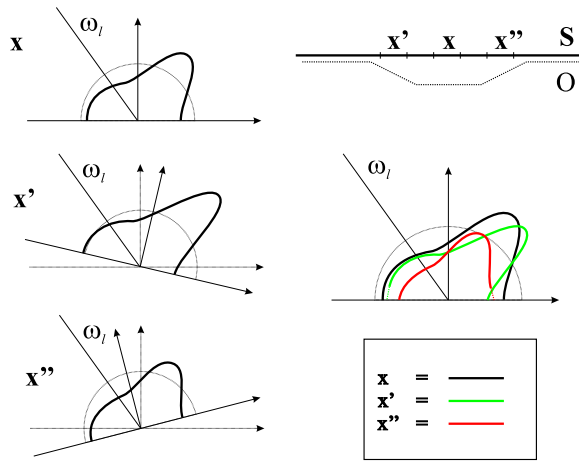 x
ω_l
x' x x" S
O
x'
ω_l
ω_l
x"
ω_l
x =
x' =
x" =